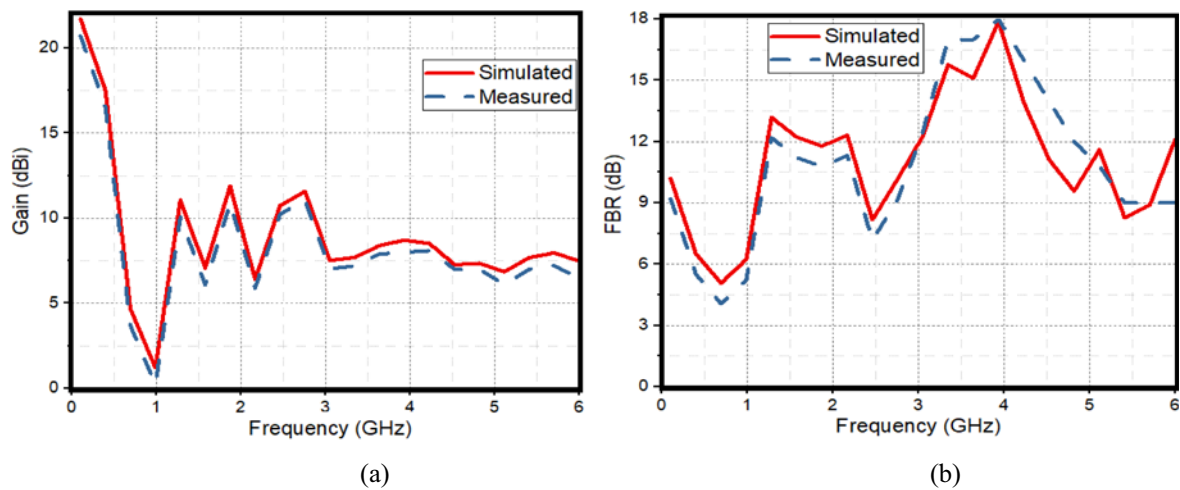 Gain (dBi)
20
15
10
5
0
Simulated
Measured
0 1 2 3 4 5 6
Frequency (GHz)
(a)
FBR (dB)
18
15
12
9
6
3
0
Simulated
Measured
0 1 2 3 4 5 6
Frequency (GHz)
(b)